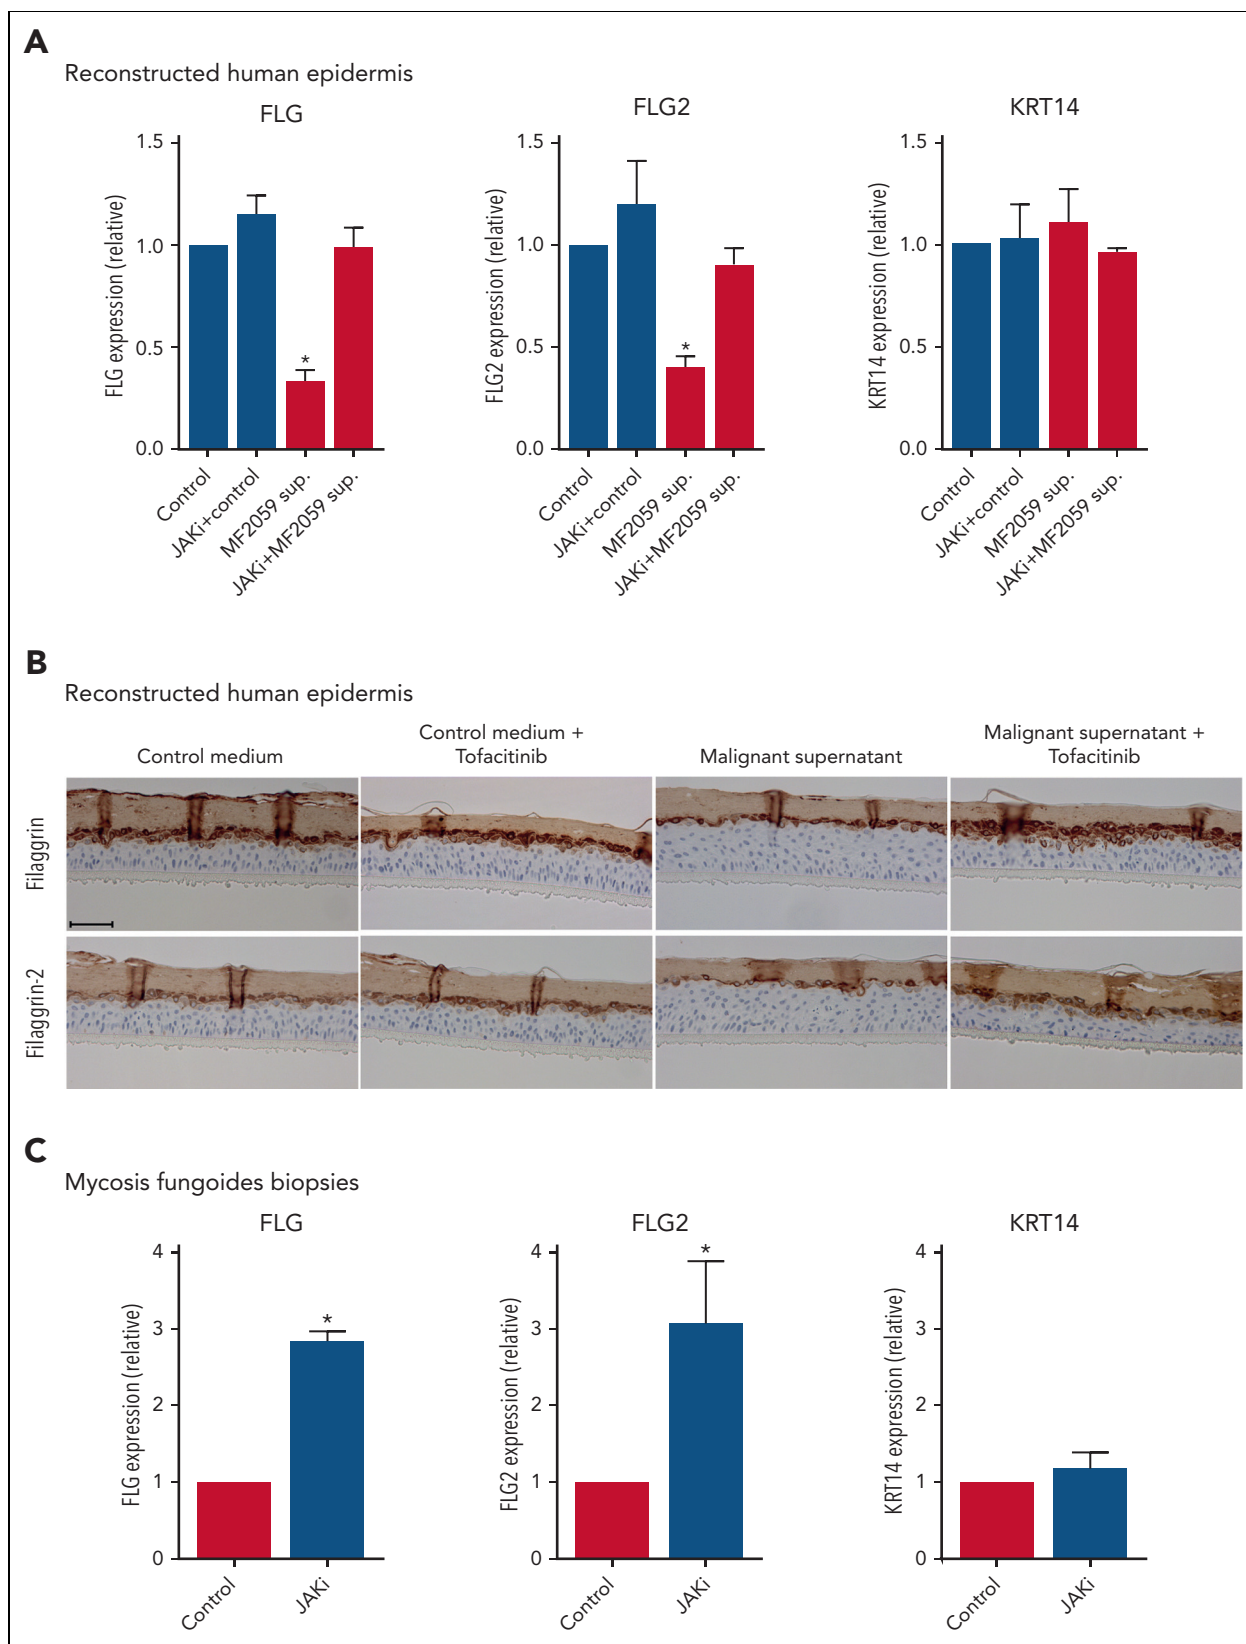 A
Reconstructed human epidermis
FLG
FLG expression (relative)
1.5
1.0
0.5
0.0
Control
JAKi+control
MF2059 sup.
JAKi+MF2059 sup.
FLG2
FLG2 expression (relative)
1.5
1.0
0.5
0.0
Control
JAKi+control
MF2059 sup.
JAKi+MF2059 sup.
KRT14
KRT14 expression (relative)
1.5
1.0
0.5
0.0
Control
JAKi+control
MF2059 sup.
JAKi+MF2059 sup.
*
*
B
Reconstructed human epidermis
Control medium
Control medium +
Tofacitinib
Malignant supernatant
Malignant supernatant +
Tofacitinib
Filaggrin
Filaggrin-2
C
Mycosis fungoides biopsies
FLG
FLG expression (relative)
4
3
2
1
0
*
Control
JAKi
FLG2
FLG2 expression (relative)
4
3
2
1
0
*
Control
JAKi
KRT14
KRT14 expression (relative)
4
3
2
1
0
Control
JAKi